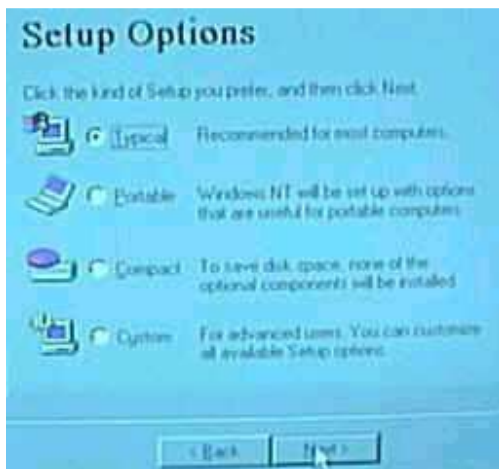 Setup Options
Click the kind of Setup you prefer, and then click Next.
Typical Recommended for most computers.
Portable Windows NT will be set up with options
that are useful for portable computers.
Compact To save disk space, none of the
optional components will be installed.
Custom For advanced users. You can customize
all available Setup options.
< Back Next >